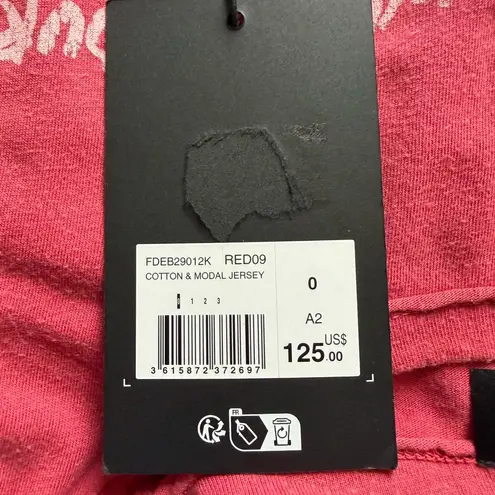 FDEB29012K RED09
COTTON & MODAL JERSEY
0 1 2 3
0
A2
125.00 US$
3 615872 372697
FR